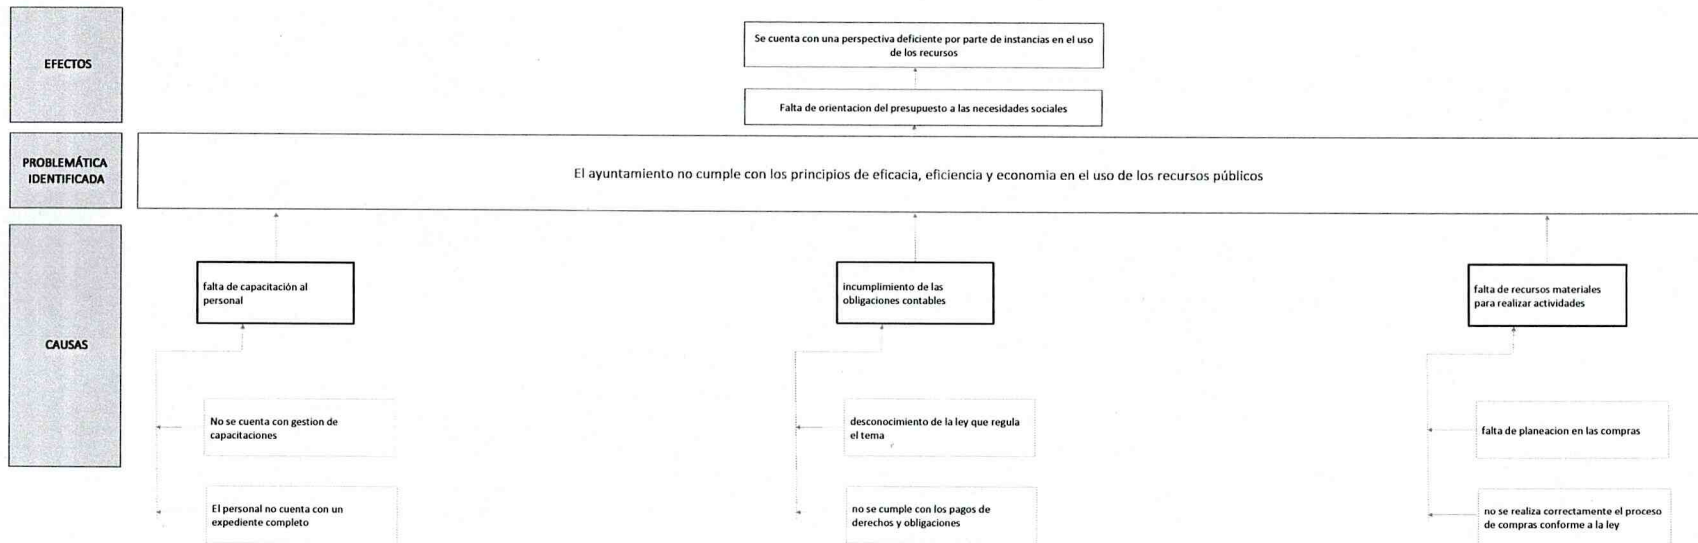 EFECTOS
Se cuenta con una perspectiva deficiente por parte de instancias en el uso
de los recursos
Falta de orientacion del presupuesto a las necesidades sociales
PROBLEMÁTICA
IDENTIFICADA
El ayuntamiento no cumple con los principios de eficacia, eficiencia y economia en el uso de los recursos públicos
CAUSAS
falta de capacitación al
personal
No se cuenta con gestion de
capacitaciones
El personal no cuenta con un
expediente completo
incumplimiento de las
obligaciones contables
desconocimiento de la ley que regula
el tema
no se cumple con los pagos de
derechos y obligaciones
falta de recursos materiales
para realizar actividades
falta de planeacion en las compras
no se realiza correctamente el proceso
de compras conforme a la ley